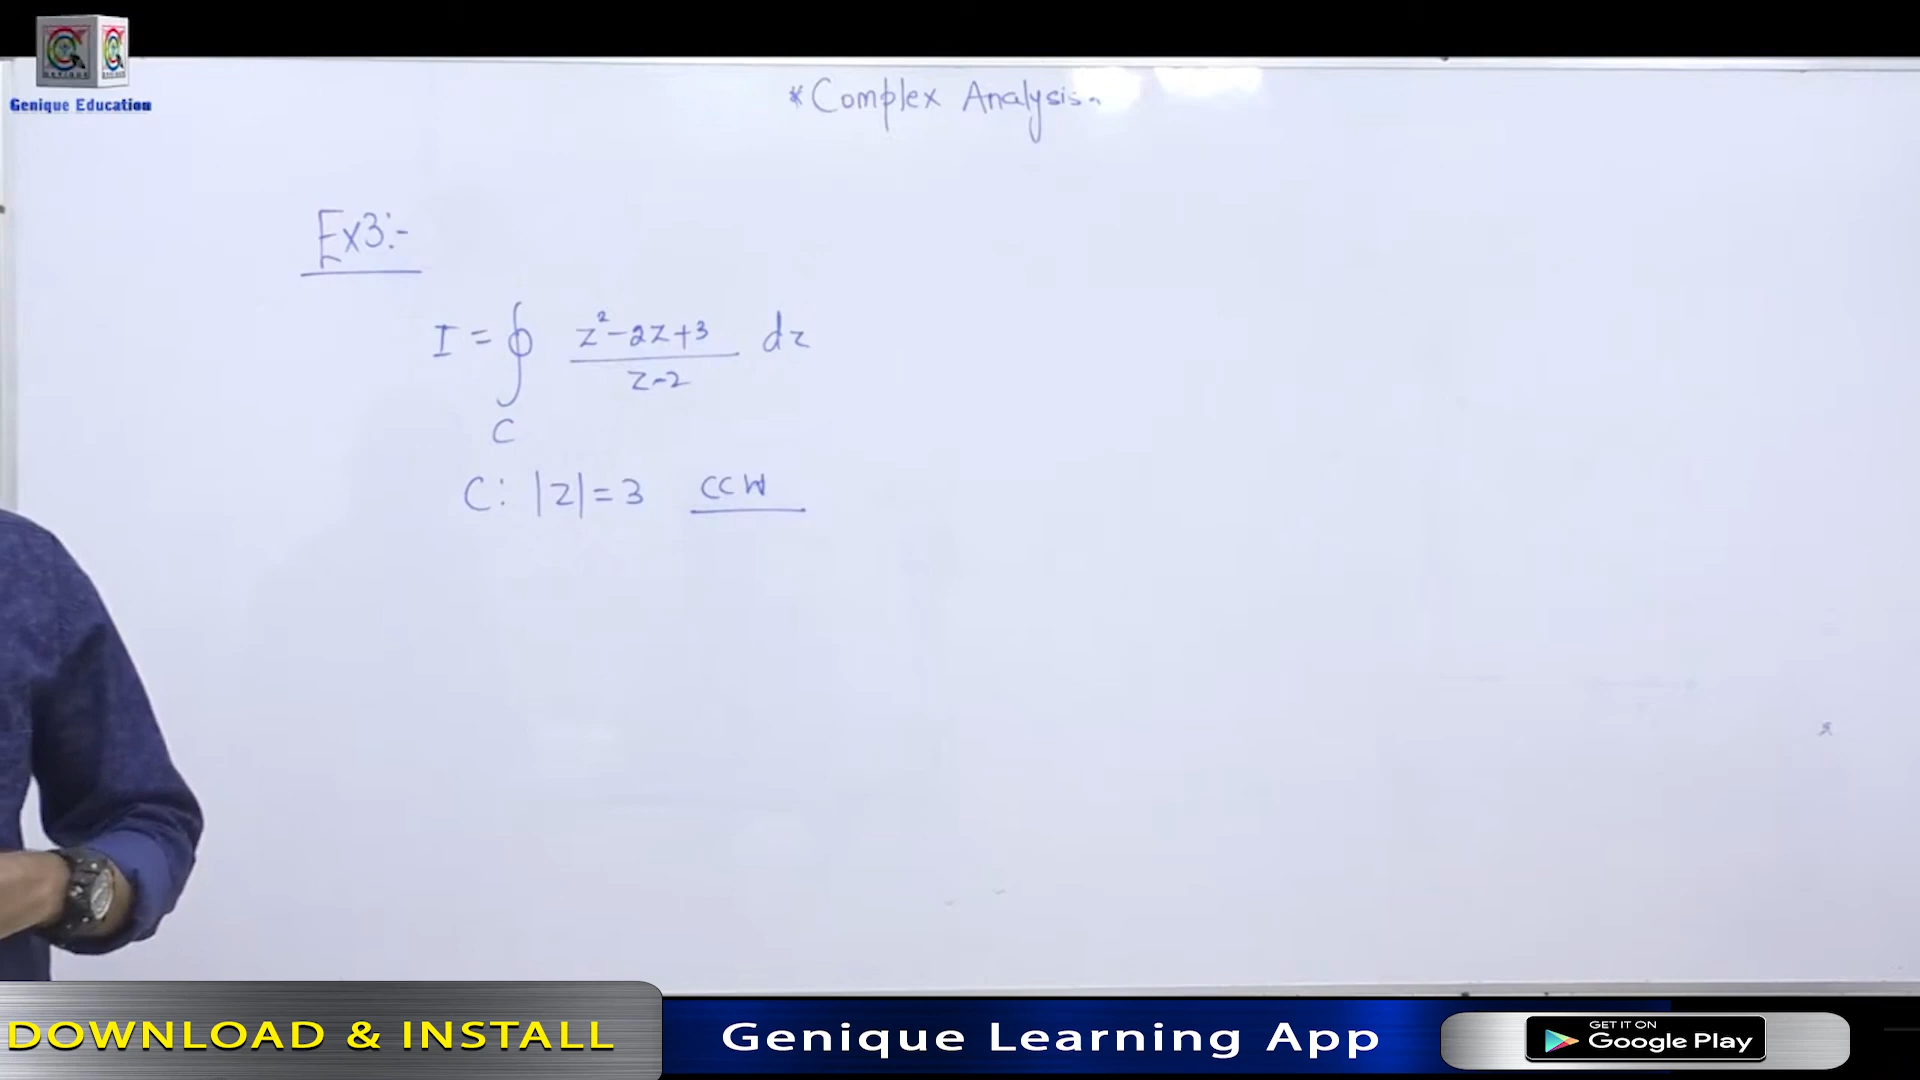 Genique Education
*Complex Analysis.
Ex3:-
I = ∮ z²-2z+3 dz
z-2
C
C: |z|=3 CCW
DOWNLOAD & INSTALL
Genique Learning App
GET IT ON
Google Play